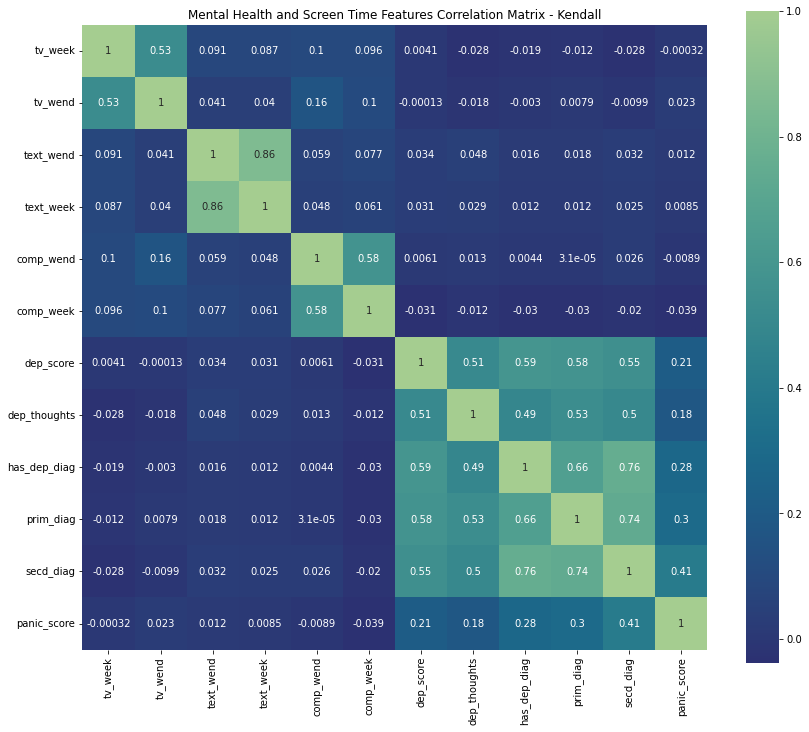 Mental Health and Screen Time Features Correlation Matrix - Kendall
tv_week 1 0.53 0.091 0.087 0.1 0.096 0.0041 -0.028 -0.019 -0.012 -0.028 -0.00032
tv_wend 0.53 1 0.041 0.04 0.16 0.1 -0.00013 -0.018 -0.003 0.0079 -0.0099 0.023
text_wend 0.091 0.041 1 0.86 0.059 0.077 0.034 0.048 0.016 0.018 0.032 0.012
text_week 0.087 0.04 0.86 1 0.048 0.061 0.031 0.029 0.012 0.012 0.025 0.0085
comp_wend 0.1 0.16 0.059 0.048 1 0.58 0.0061 0.013 0.0044 3.1e-05 0.026 -0.0089
comp_week 0.096 0.1 0.077 0.061 0.58 1 -0.031 -0.012 -0.03 -0.03 -0.02 -0.039
dep_score 0.0041 -0.00013 0.034 0.031 0.0061 -0.031 1 0.51 0.59 0.58 0.55 0.21
dep_thoughts -0.028 -0.018 0.048 0.029 0.013 -0.012 0.51 1 0.49 0.53 0.5 0.18
has_dep_diag -0.019 -0.003 0.016 0.012 0.0044 -0.03 0.59 0.49 1 0.66 0.76 0.28
prim_diag -0.012 0.0079 0.018 0.012 3.1e-05 -0.03 0.58 0.53 0.66 1 0.74 0.3
secd_diag -0.028 -0.0099 0.032 0.025 0.026 -0.02 0.55 0.5 0.76 0.74 1 0.41
panic_score -0.00032 0.023 0.012 0.0085 -0.0089 -0.039 0.21 0.18 0.28 0.3 0.41 1
tv_week tv_wend text_wend text_week comp_wend comp_week dep_score dep_thoughts has_dep_diag prim_diag secd_diag panic_score
1.0
0.8
0.6
0.4
0.2
0.0